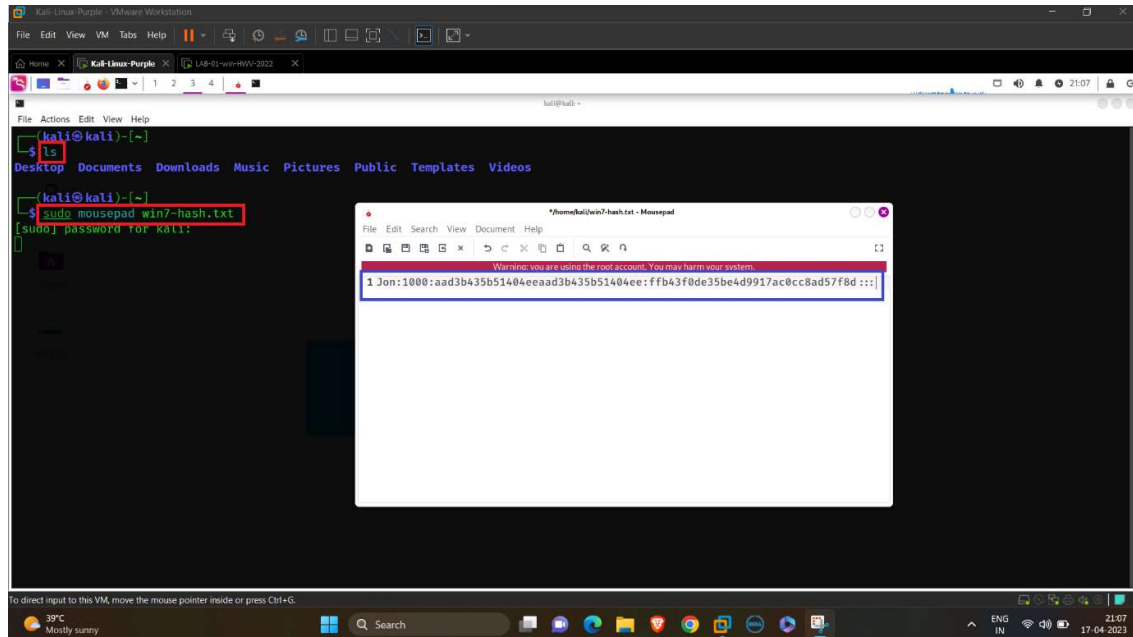 Kali-Linux-Purple - VMware Workstation
File Edit View VM Tabs Help
Home Kali-Linux-Purple LAB-01-win-HWV-2022
1 2 3 4 21:07
kali@kali: ~
File Actions Edit View Help
(kali㉿kali)-[~]
$ ls
Desktop Documents Downloads Music Pictures Public Templates Videos
(kali㉿kali)-[~]
$ sudo mousepad win7-hash.txt
[sudo] password for kali:
*/home/kali/win7-hash.txt - Mousepad
File Edit Search View Document Help
Warning: you are using the root account. You may harm your system.
1 Jon:1000:aad3b435b51404eeaad3b435b51404ee:ffb43f0de35be4d9917ac0cc8ad57f8d:::
To direct input to this VM, move the mouse pointer inside or press Ctrl+G.
39°C
Mostly sunny
Search
ENG
IN
21:07
17-04-2023